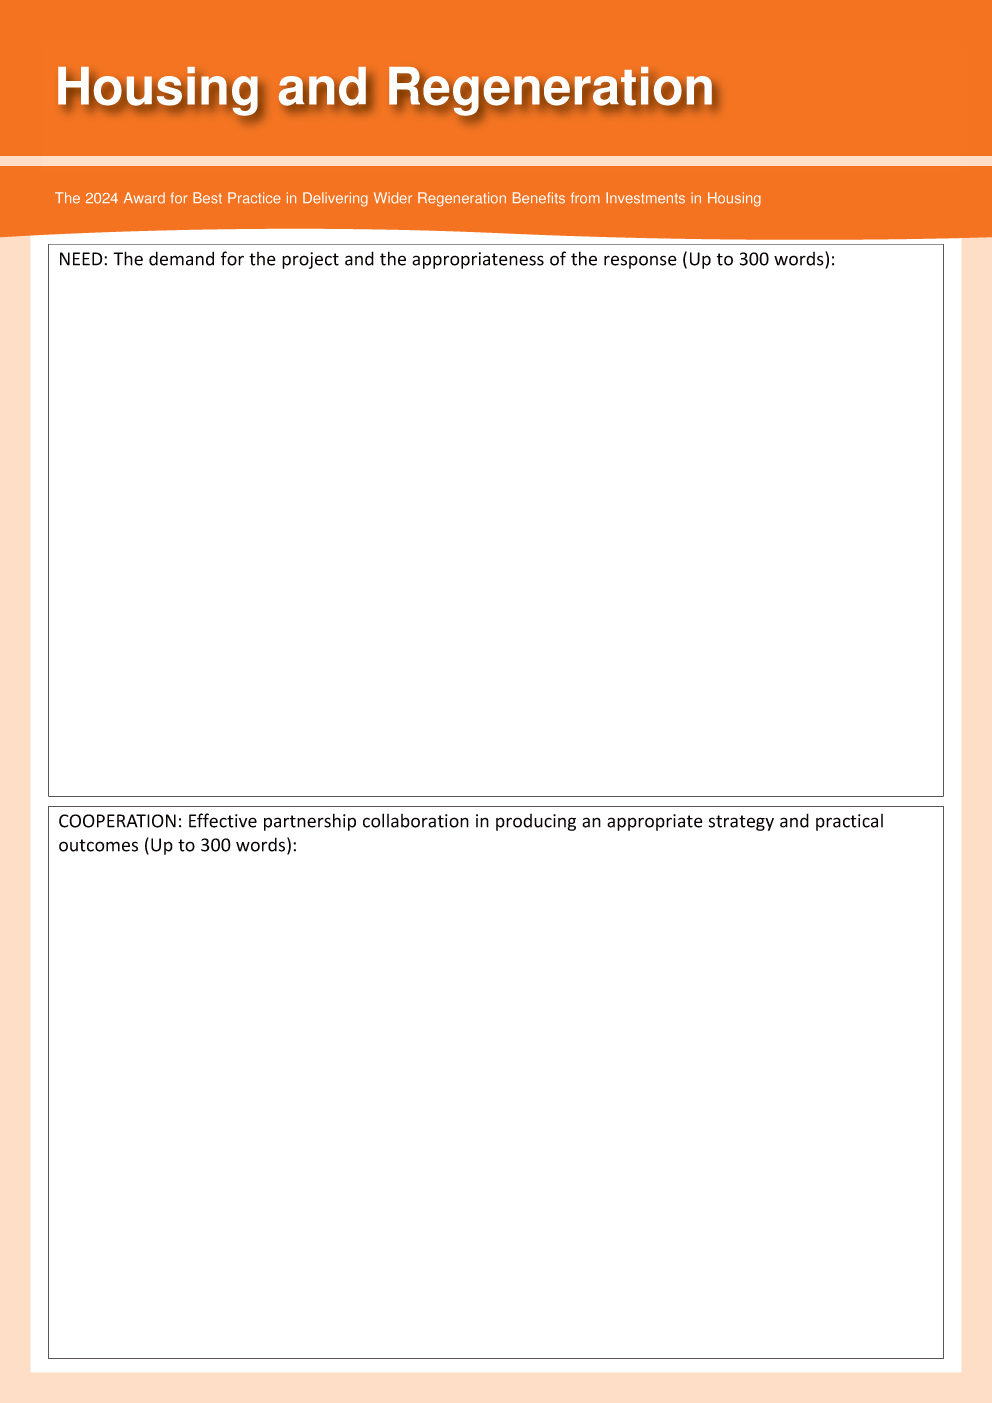 Housing and Regeneration
The 2024 Award for Best Practice in Delivering Wider Regeneration Benefits from Investments in Housing
NEED: The demand for the project and the appropriateness of the response (Up to 300 words):
COOPERATION: Effective partnership collaboration in producing an appropriate strategy and practical
outcomes (Up to 300 words):